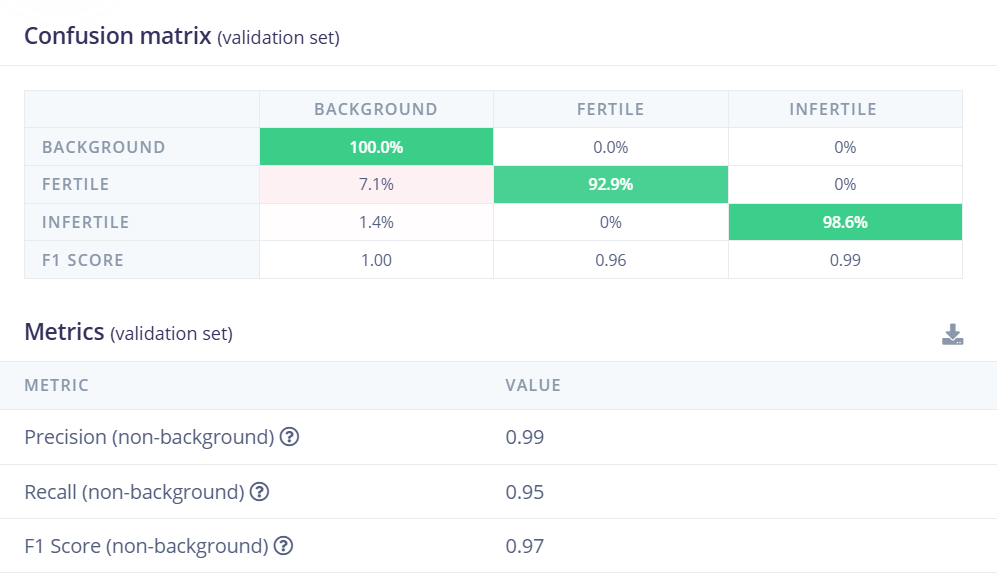 Confusion matrix (validation set)
BACKGROUND FERTILE INFERTILE
BACKGROUND 100.0% 0.0% 0%
FERTILE 7.1% 92.9% 0%
INFERTILE 1.4% 0% 98.6%
F1 SCORE 1.00 0.96 0.99
Metrics (validation set)
METRIC VALUE
Precision (non-background) ? 0.99
Recall (non-background) ? 0.95
F1 Score (non-background) ? 0.97